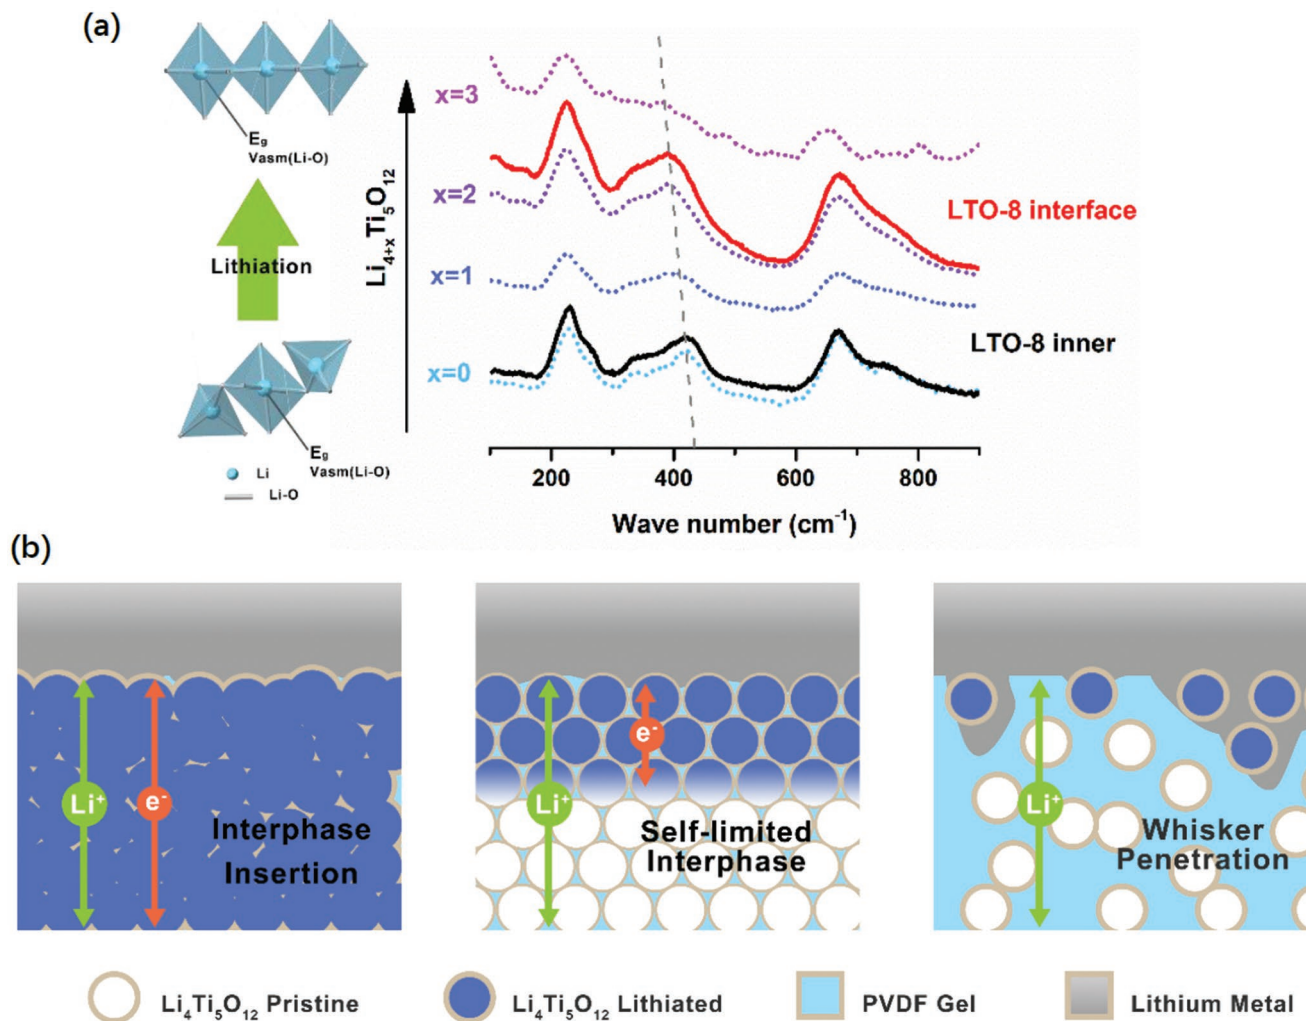 (a)
E_g
Vasm(Li-O)
Lithiation
E_g
Vasm(Li-O)
Li
Li-O
Li₄₊ₓTi₅O₁₂
x=3
x=2
x=1
x=0
LTO-8 interface
LTO-8 inner
200
400
600
800
Wave number (cm⁻¹)
(b)
Li⁺
e⁻
Interphase
Insertion
e⁻
Li⁺
Self-limited
Interphase
Li⁺
Whisker
Penetration
Li₄Ti₅O₁₂ Pristine
Li₄Ti₅O₁₂ Lithiated
PVDF Gel
Lithium Metal